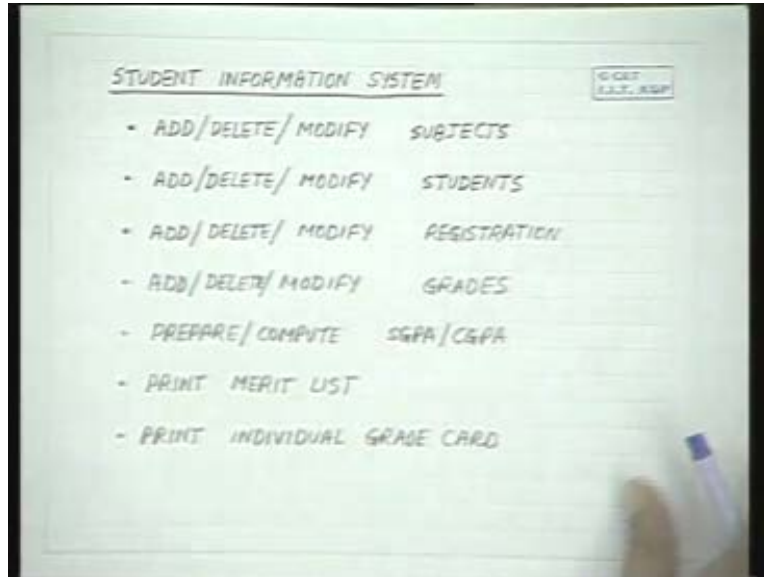 STUDENT INFORMATION SYSTEM
I.I.T. KGP
- ADD/DELETE/ MODIFY SUBJECTS
- ADD/DELETE/ MODIFY STUDENTS
- ADD/DELETE/ MODIFY REGISTRATION
- ADD/DELETE/ MODIFY GRADES
- PREPARE/COMPUTE SGPA/CGPA
- PRINT MERIT LIST
- PRINT INDIVIDUAL GRADE CARD